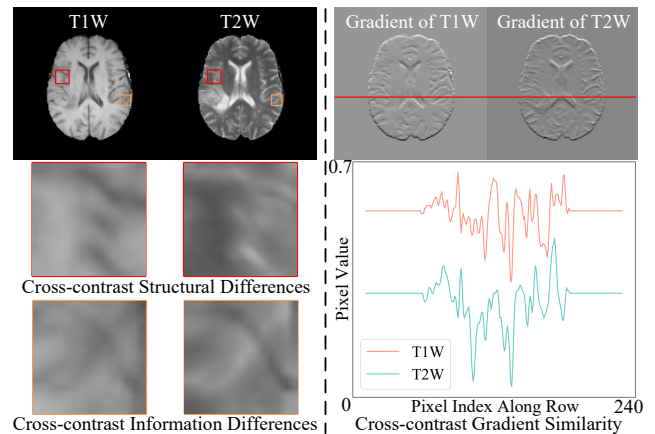 T1W
T2W
Cross-contrast Structural Differences
Cross-contrast Information Differences
Gradient of T1W
Gradient of T2W
0.7
Pixel Value
T1W
T2W
0
Pixel Index Along Row
240
Cross-contrast Gradient Similarity